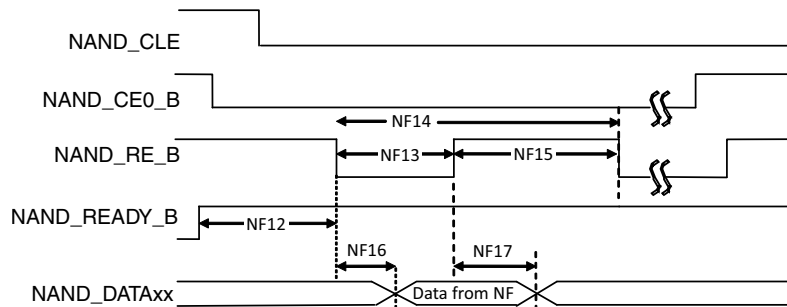 NAND_CLE
NAND_CE0_B
NF14
NAND_RE_B
NF13
NF15
NAND_READY_B
NF12
NF16
NF17
NAND_DATAxx
Data from NF